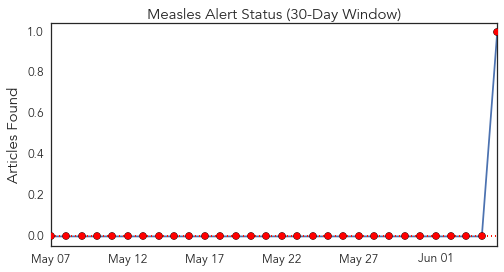 Measles Alert Status (30-Day Window)
Articles Found
1.0
0.8
0.6
0.4
0.2
0.0
May 07
May 12
May 17
May 22
May 27
Jun 01